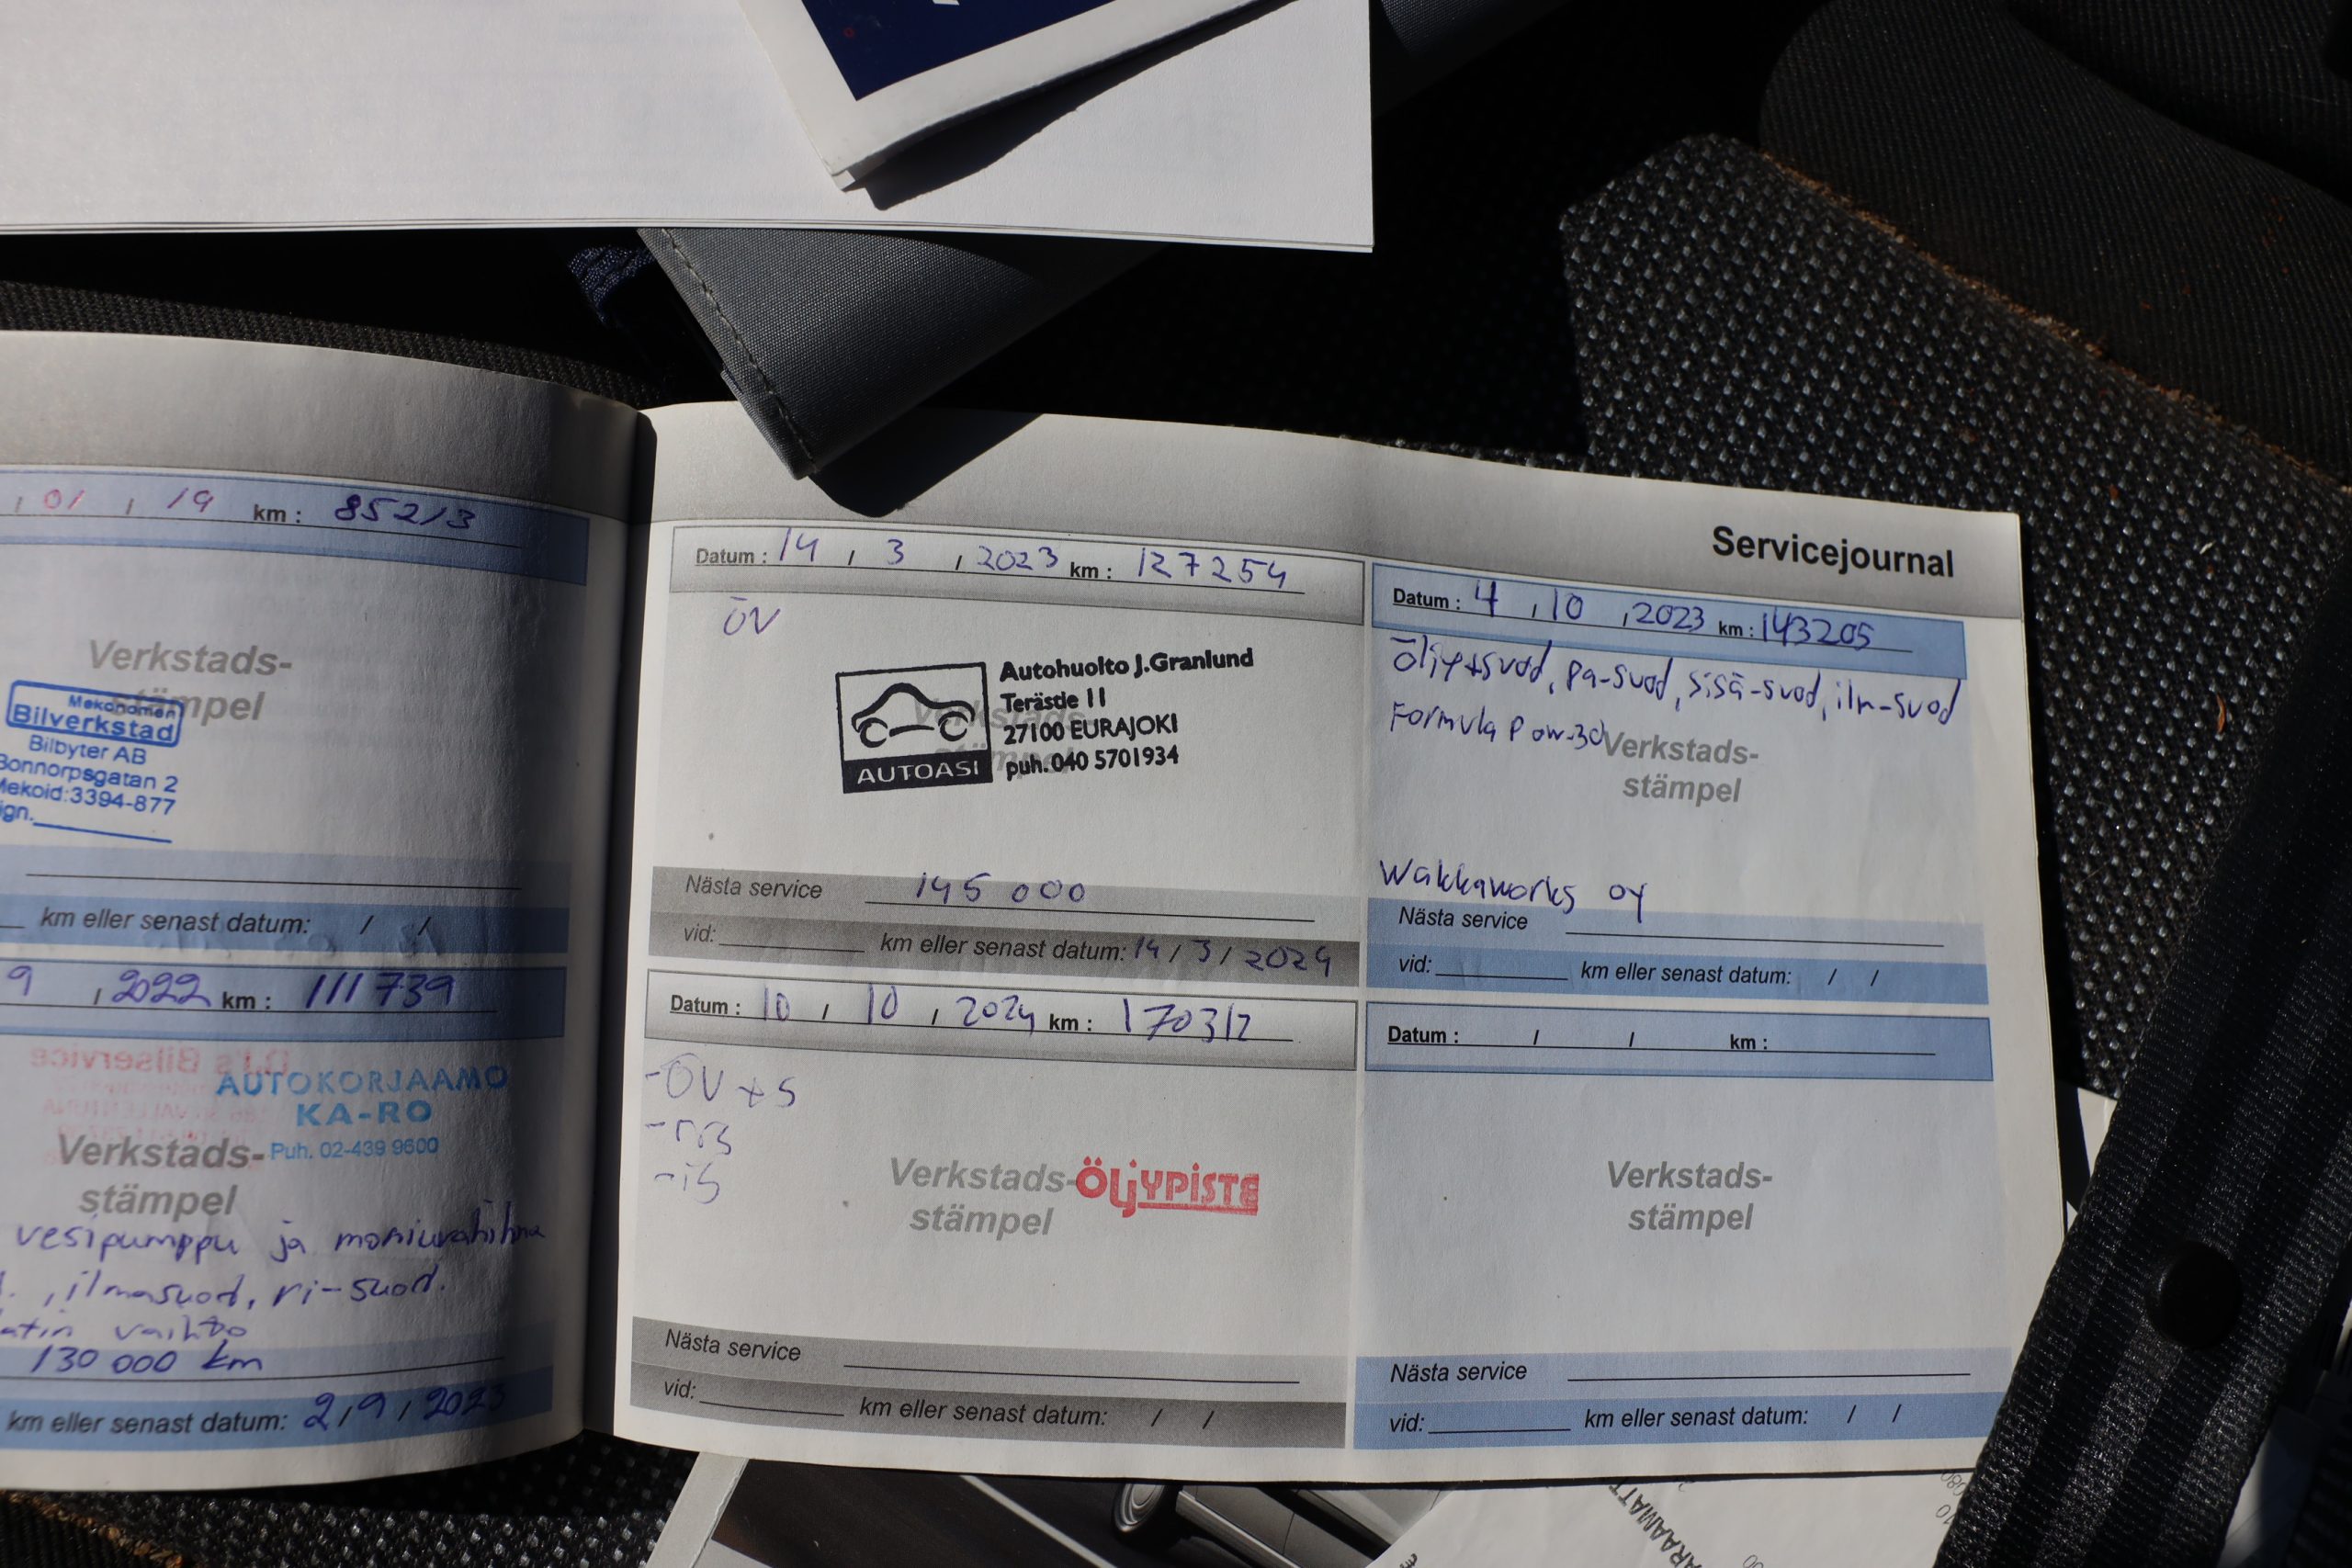 / 01 / 19 km : 85213
Verkstads-
stämpel
Mekonomen
Bilverkstad
Bilbyter AB
Bonnorpsgatan 2
Mekoid:3394-877
km eller senast datum: / /
9 , 2022 km : 111739
AUTOKORJAAMO
KA-RO
Puh. 02-439 9600
Verkstads-
stämpel
vesipumppu ja moniurahihna
, ilmasuod, ri-suod.
vaihto
130 000 km
km eller senast datum: 2 / 9 / 2023
Servicejournal
Datum : 14 , 3 , 2023 km : 127254
ÖV
Autohuolto J.Granlund
Terästie 11
27100 EURAJOKI
puh. 040 5701934
AUTOASI
Verkstads-
stämpel
Nästa service 145 000
vid: km eller senast datum: 14 / 3 / 2024
Datum : 4 , 10 , 2023 km : 143205
Öljy+suod, pa-suod, sisä-suod, ilm-suod
Formula
Verkstads-
stämpel
Wakkaworks oy
Nästa service
vid: km eller senast datum: / /
Datum : 10 , 10 , 2024 km : 170312
-ÖV+S
-is
Verkstads-
stämpel
ÖLJYPISTE
Nästa service
vid: km eller senast datum: / /
Datum : / / km :
Verkstads-
stämpel
Nästa service
vid: km eller senast datum: / /